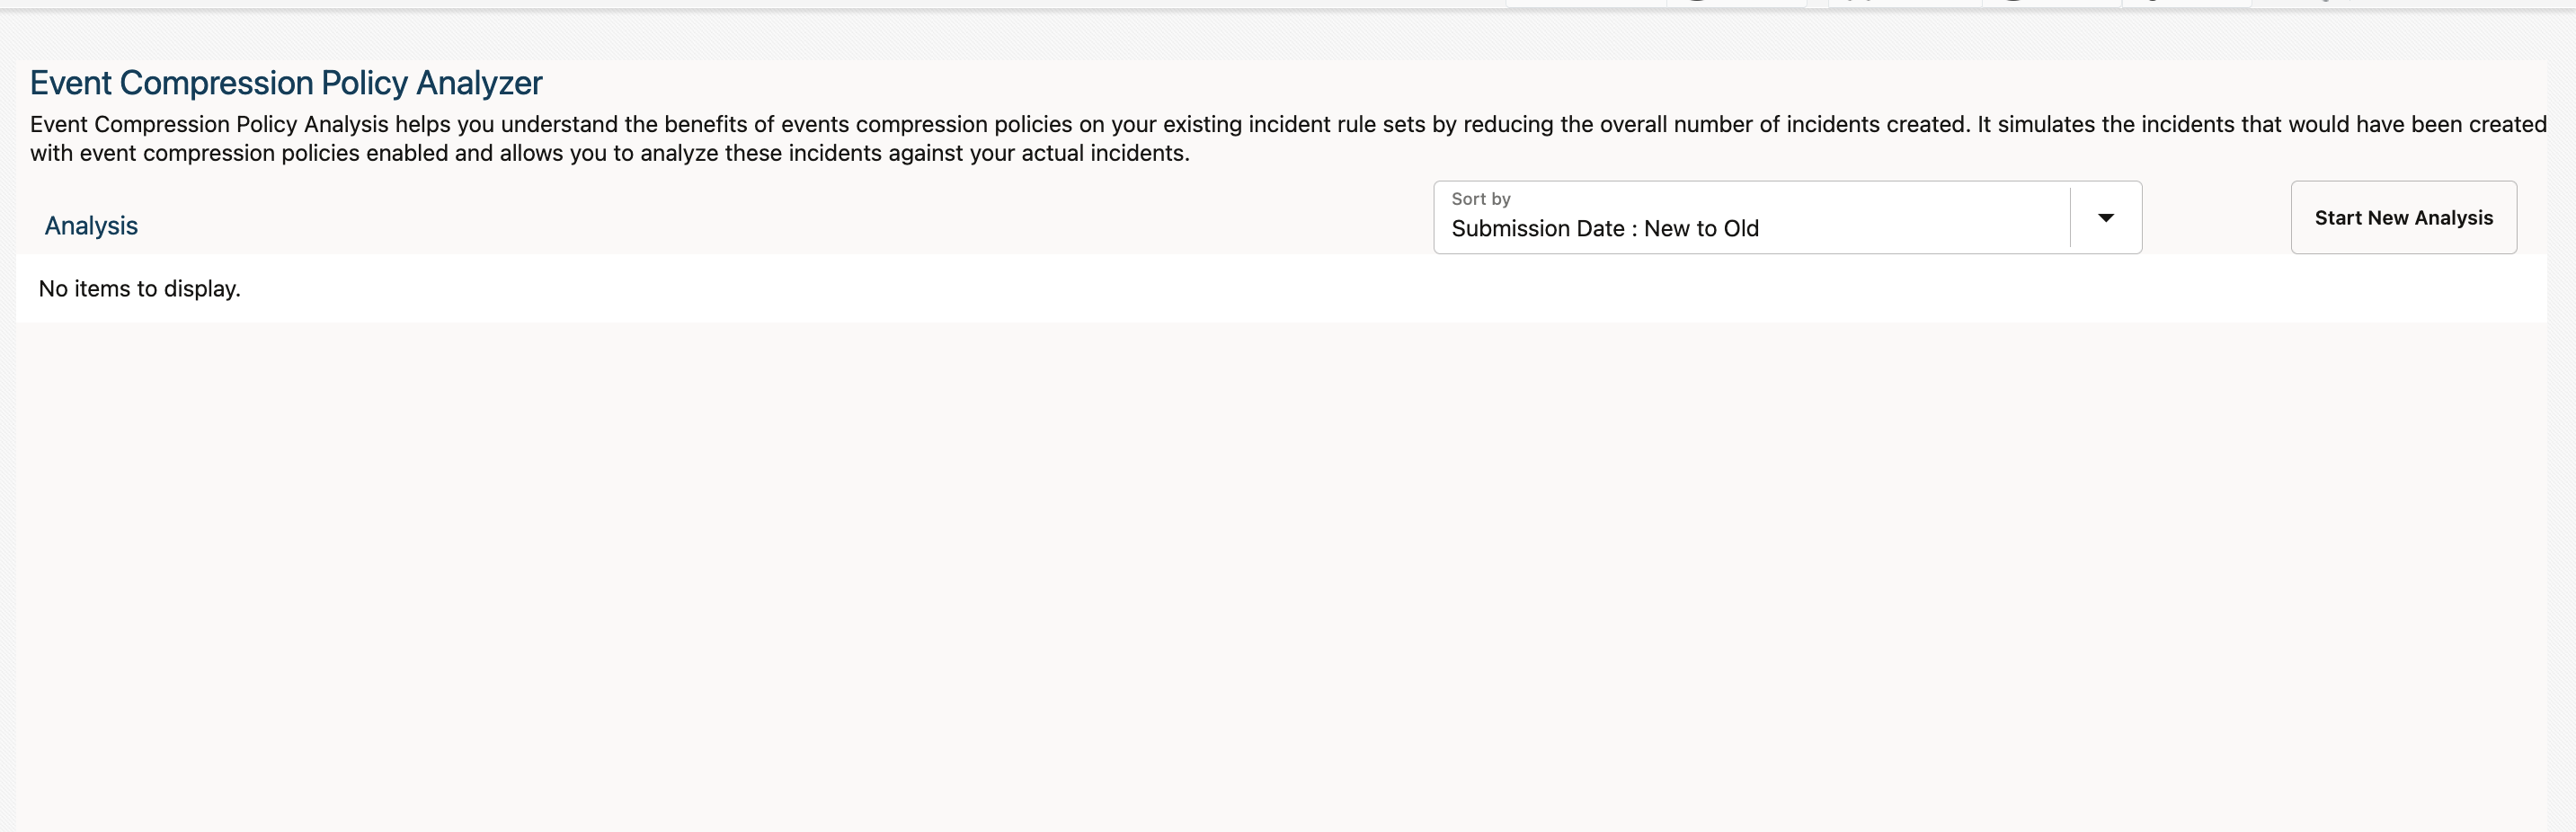 Event Compression Policy Analyzer
Event Compression Policy Analysis helps you understand the benefits of events compression policies on your existing incident rule sets by reducing the overall number of incidents created. It simulates the incidents that would have been created
with event compression policies enabled and allows you to analyze these incidents against your actual incidents.
Analysis
Sort by
Submission Date : New to Old
Start New Analysis
No items to display.